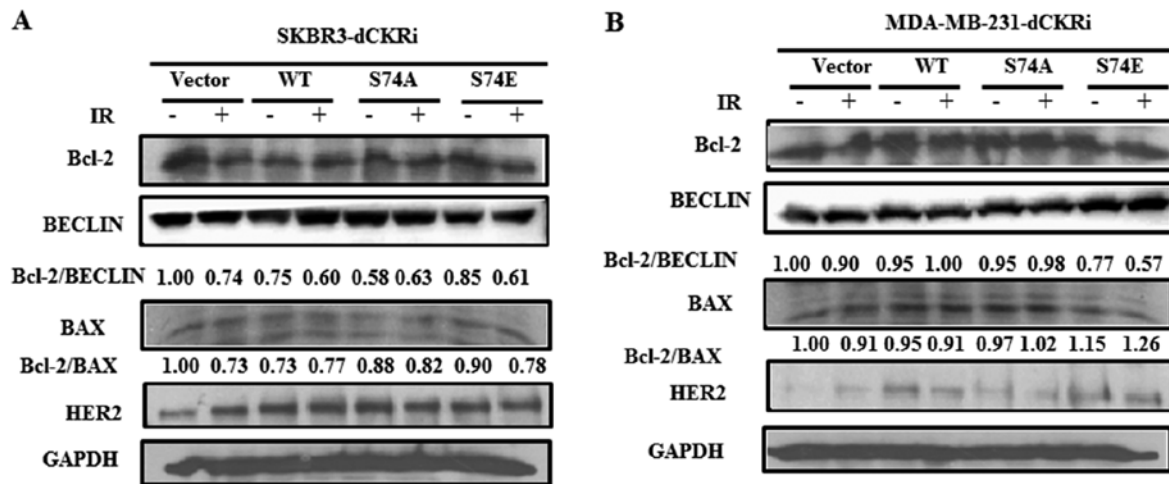 A
SKBR3-dCKRi
Vector WT S74A S74E
IR - + - + - + - +
Bcl-2
BECLIN
Bcl-2/BECLIN 1.00 0.74 0.75 0.60 0.58 0.63 0.85 0.61
BAX
Bcl-2/BAX 1.00 0.73 0.73 0.77 0.88 0.82 0.90 0.78
HER2
GAPDH
B
MDA-MB-231-dCKRi
Vector WT S74A S74E
IR - + - + - + - +
Bcl-2
BECLIN
Bcl-2/BECLIN 1.00 0.90 0.95 1.00 0.95 0.98 0.77 0.57
BAX
Bcl-2/BAX 1.00 0.91 0.95 0.91 0.97 1.02 1.15 1.26
HER2
GAPDH